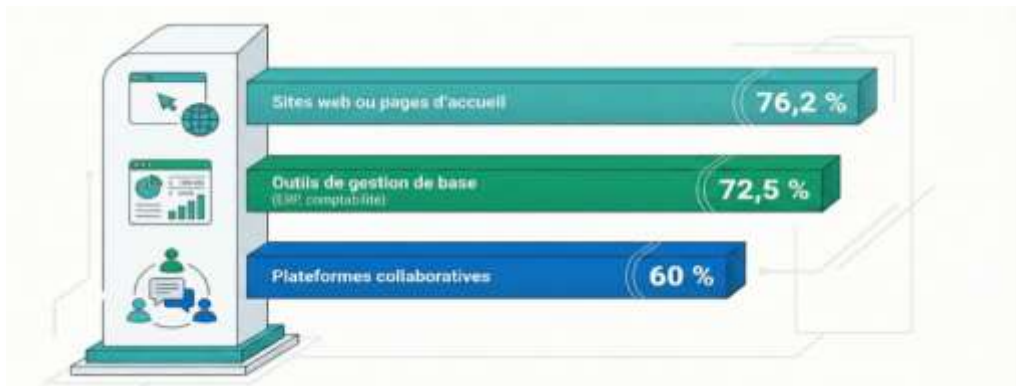 Sites web ou pages d'accueil
76,2 %
Outils de gestion de base
(ERP, comptabilité)
72,5 %
Plateformes collaboratives
60 %